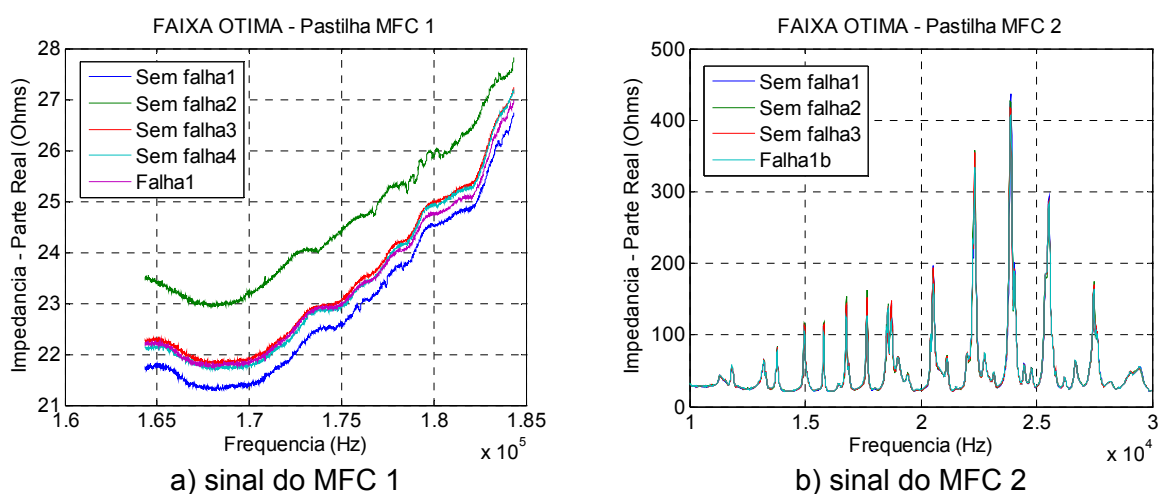 FAIXA OTIMA - Pastilha MFC 1
Impedancia - Parte Real (Ohms)
28
27
26
25
24
23
22
21
Sem falha1
Sem falha2
Sem falha3
Sem falha4
Falha1
1.6 1.65 1.7 1.75 1.8 1.85
x 10^5
Frequencia (Hz)
a) sinal do MFC 1
FAIXA OTIMA - Pastilha MFC 2
Impedancia - Parte Real (Ohms)
500
400
300
200
100
0
Sem falha1
Sem falha2
Sem falha3
Falha1b
1 1.5 2 2.5 3
x 10^4
Frequencia (Hz)
b) sinal do MFC 2